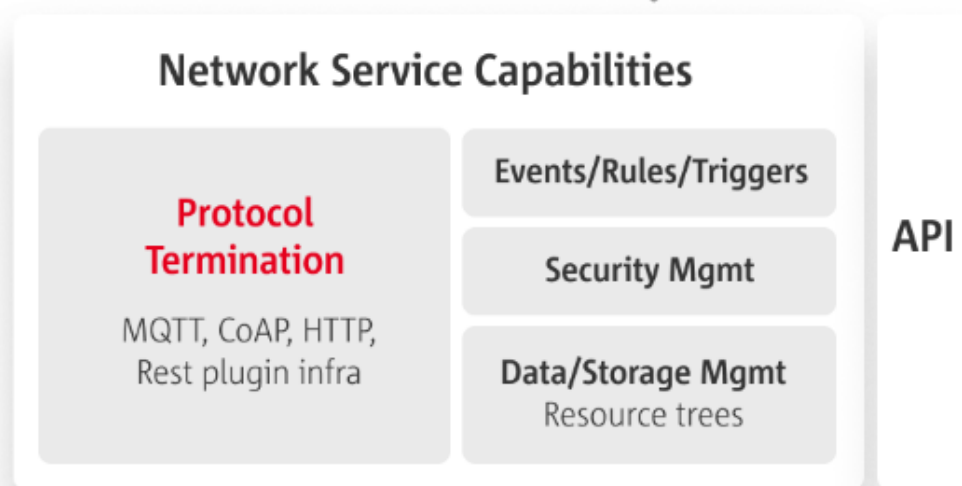 Network Service Capabilities
Protocol
Termination
MQTT, CoAP, HTTP,
Rest plugin infra
Events/Rules/Triggers
Security Mgmt
Data/Storage Mgmt
Resource trees
API